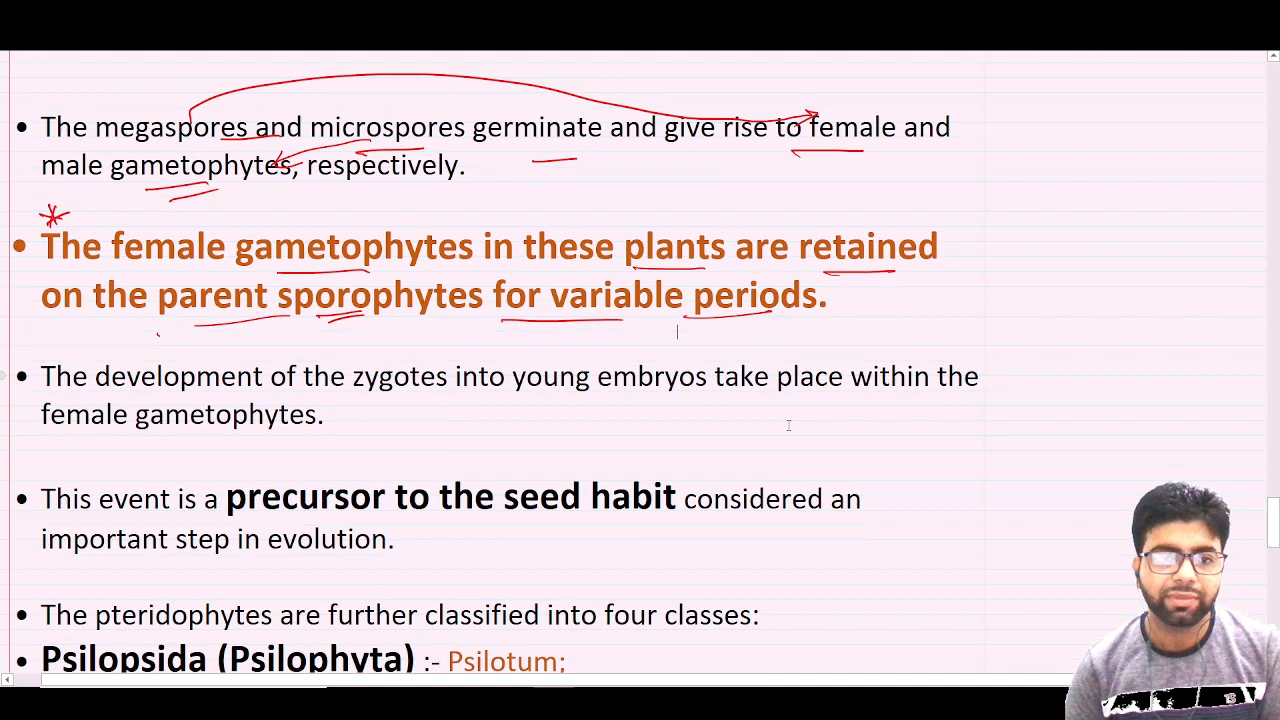 • The megaspores and microspores germinate and give rise to female and
male gametophytes, respectively.
*
• The female gametophytes in these plants are retained
on the parent sporophytes for variable periods.
• The development of the zygotes into young embryos take place within the
female gametophytes.
• This event is a precursor to the seed habit considered an
important step in evolution.
• The pteridophytes are further classified into four classes:
• Psilopsida (Psilophyta) :- Psilotum;